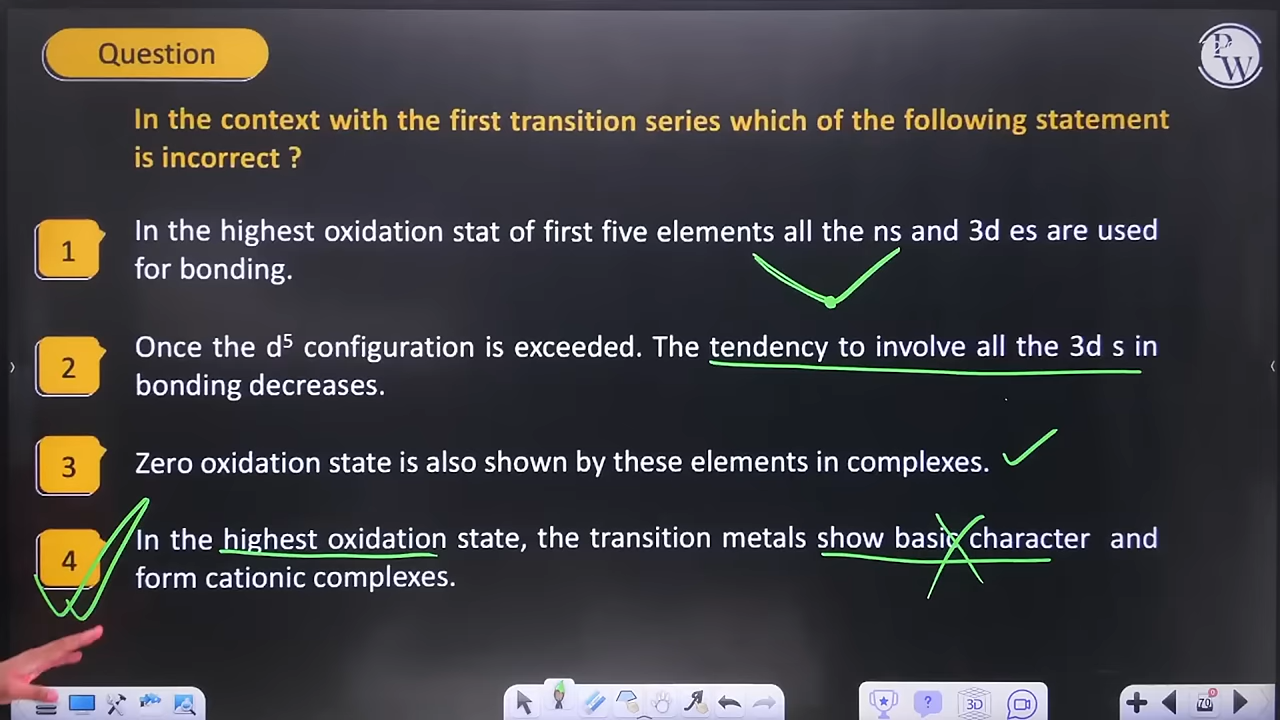 Question
PW
In the context with the first transition series which of the following statement
is incorrect ?
1
In the highest oxidation stat of first five elements all the ns and 3d es are used
for bonding.
2
Once the d⁵ configuration is exceeded. The tendency to involve all the 3d s in
bonding decreases.
3
Zero oxidation state is also shown by these elements in complexes.
4
In the highest oxidation state, the transition metals show basic character and
form cationic complexes.
? 3D 70